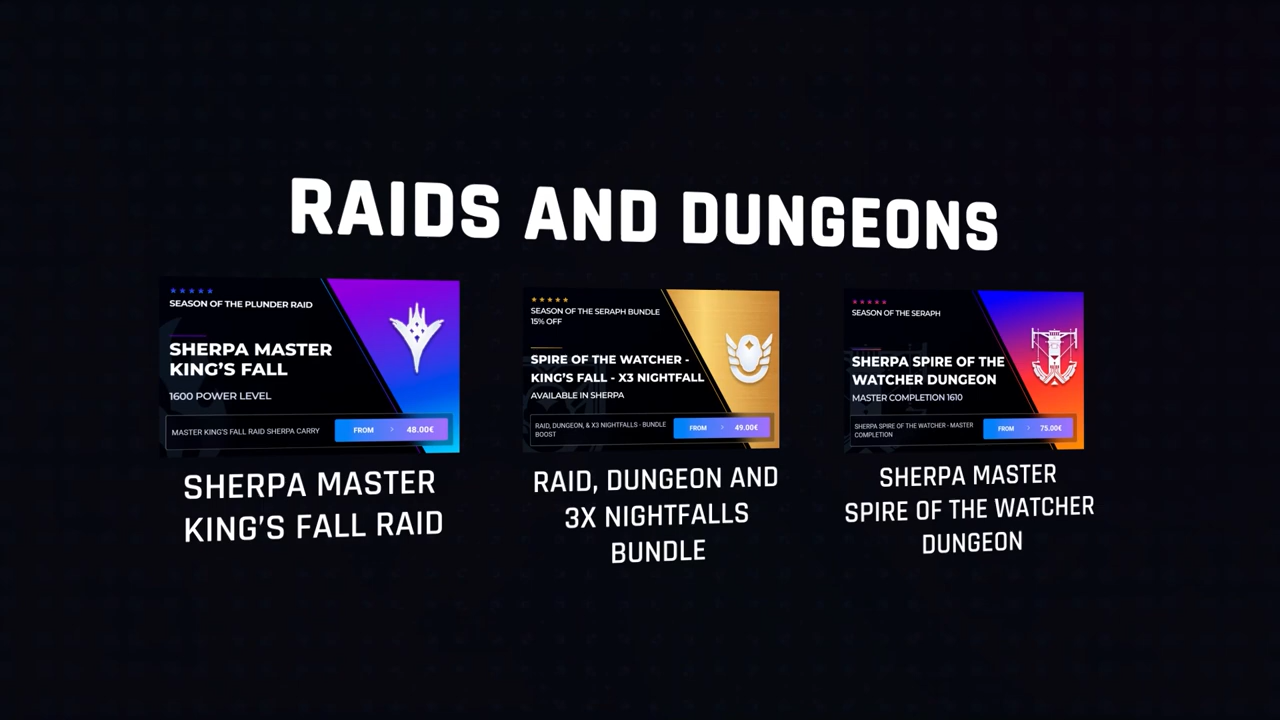 RAIDS AND DUNGEONS
SEASON OF THE PLUNDER RAID
SHERPA MASTER
KING'S FALL
1600 POWER LEVEL
MASTER KING'S FALL RAID SHERPA CARRY
FROM > 48.00€
SHERPA MASTER
KING'S FALL RAID
SEASON OF THE SERAPH BUNDLE
15% OFF
SPIRE OF THE WATCHER -
KING'S FALL - X3 NIGHTFALL
AVAILABLE IN SHERPA
RAID, DUNGEON, & X3 NIGHTFALLS - BUNDLE
BOOST
FROM > 49.00€
RAID, DUNGEON AND
3X NIGHTFALLS
BUNDLE
SEASON OF THE SERAPH
SHERPA SPIRE OF THE
WATCHER DUNGEON
MASTER COMPLETION 1610
SHERPA SPIRE OF THE WATCHER - MASTER
COMPLETION
FROM > 75.00€
SHERPA MASTER
SPIRE OF THE WATCHER
DUNGEON